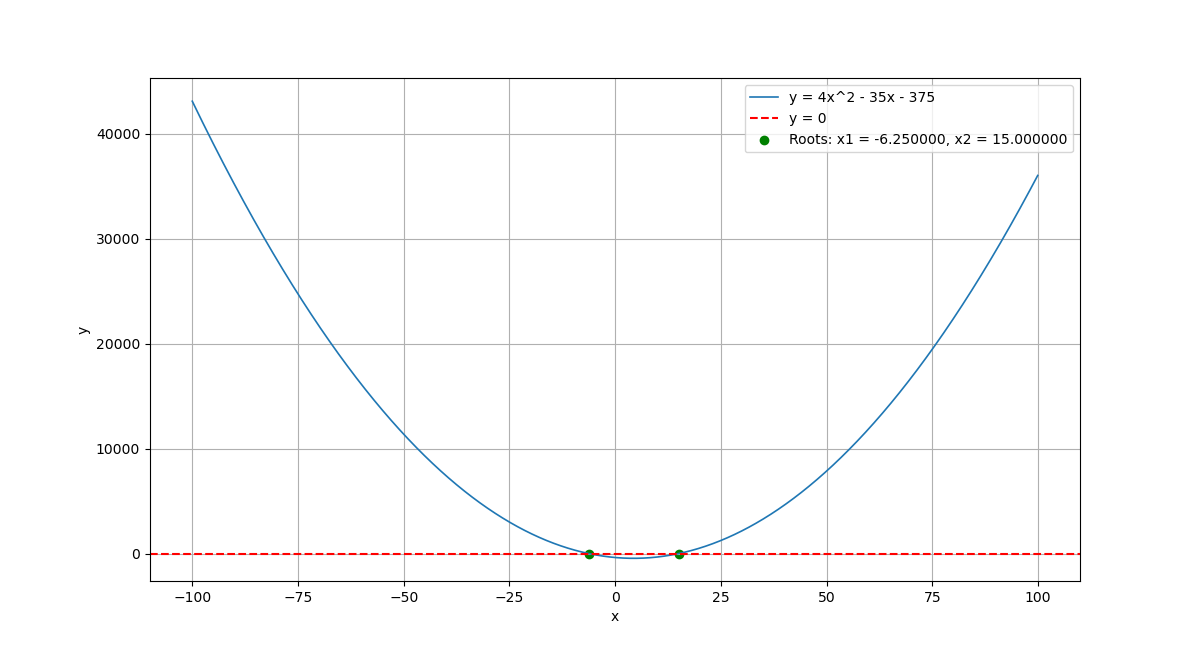 y = 4x^2 - 35x - 375
y = 0
Roots: x1 = -6.250000, x2 = 15.000000
40000
30000
20000
10000
0
y
−100 −75 −50 −25 0 25 50 75 100
x